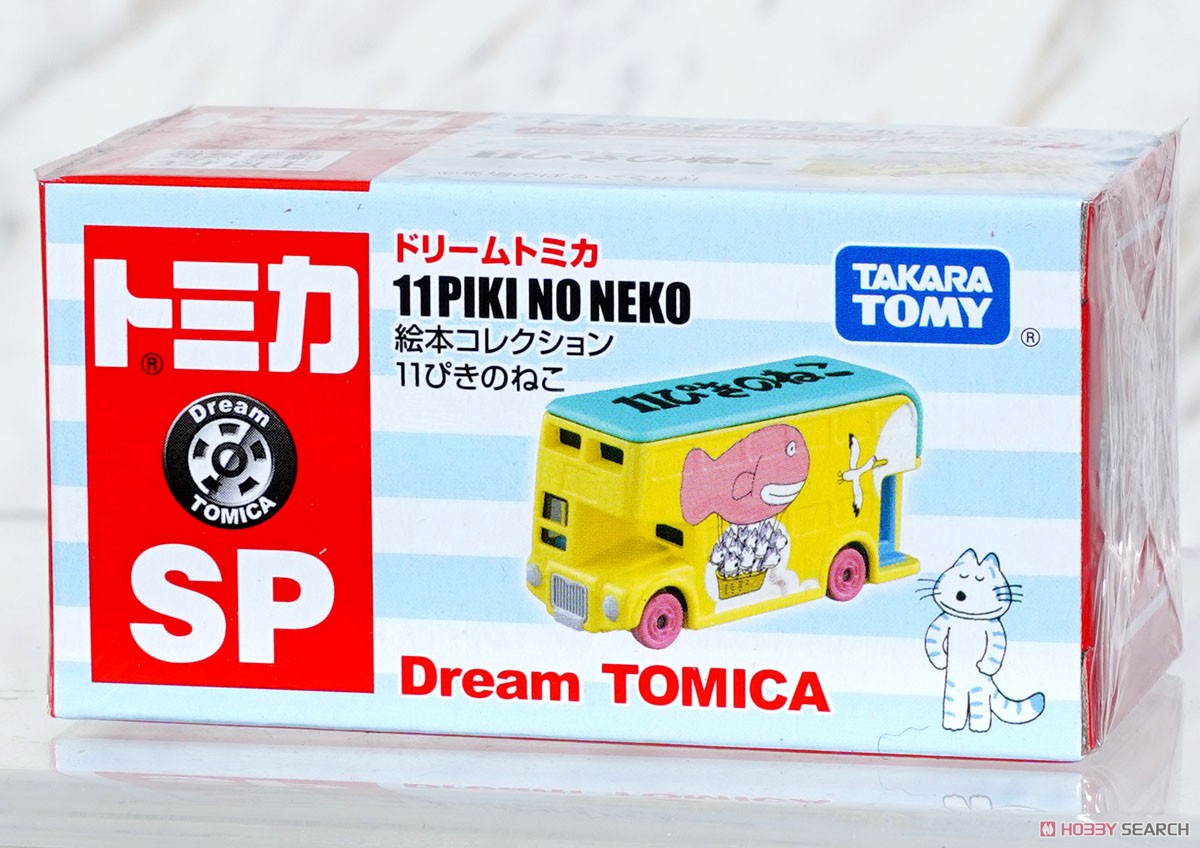 トミカ
®
Dream
TOMICA
SP
ドリームトミカ
11PIKI NO NEKO
絵本コレクション
11ぴきのねこ
TAKARA
TOMY
®
11ぴきのねこ
Dream TOMICA
HOBBY SEARCH